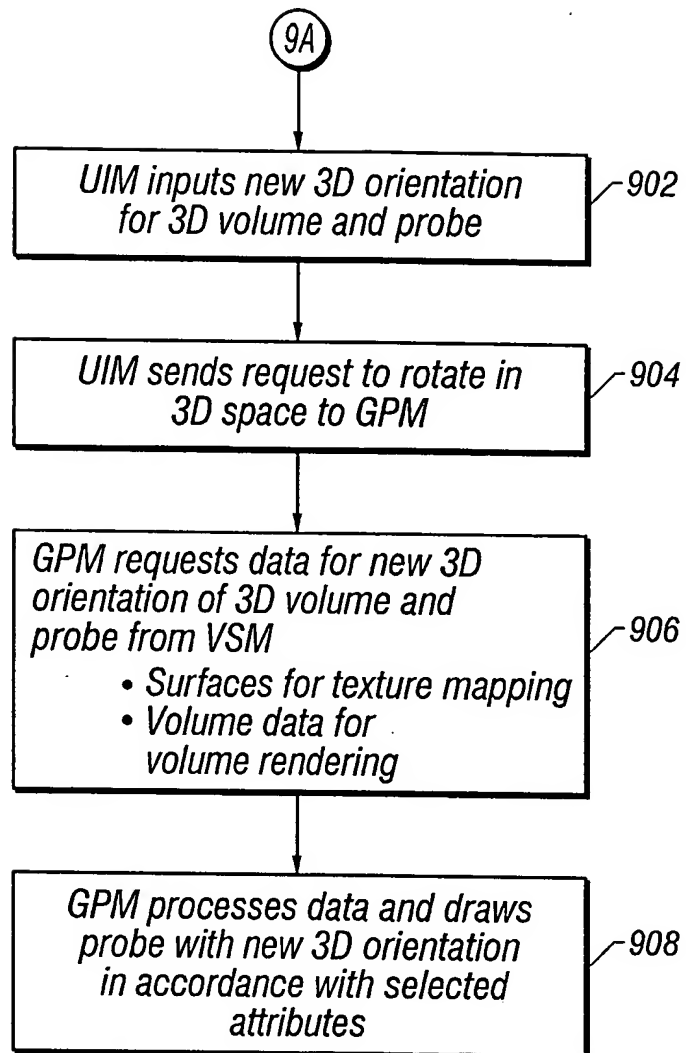 9A
UIM inputs new 3D orientation
for 3D volume and probe
902
UIM sends request to rotate in
3D space to GPM
904
GPM requests data for new 3D
orientation of 3D volume and
probe from VSM
• Surfaces for texture mapping
• Volume data for
volume rendering
906
GPM processes data and draws
probe with new 3D orientation
in accordance with selected
attributes
908